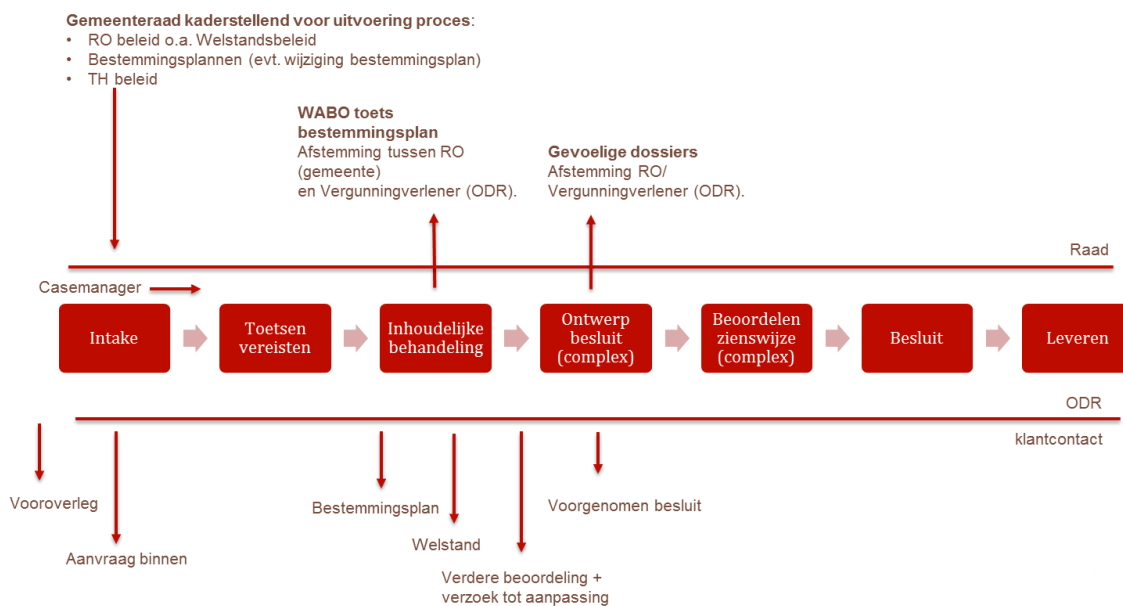 Gemeenteraad kaderstellend voor uitvoering proces:
• RO beleid o.a. Welstandsbeleid
• Bestemmingsplannen (evt. wijziging bestemmingsplan)
• TH beleid
WABO toets
bestemmingsplan
Afstemming tussen RO
(gemeente)
en Vergunningverlener (ODR).
Gevoelige dossiers
Afstemming RO/
Vergunningverlener (ODR).
Raad
Casemanager
Intake
Toetsen
vereisten
Inhoudelijke
behandeling
Ontwerp
besluit
(complex)
Beoordelen
zienswijze
(complex)
Besluit
Leveren
ODR
klantcontact
Vooroverleg
Aanvraag binnen
Bestemmingsplan
Welstand
Verdere beoordeling +
verzoek tot aanpassing
Voorgenomen besluit